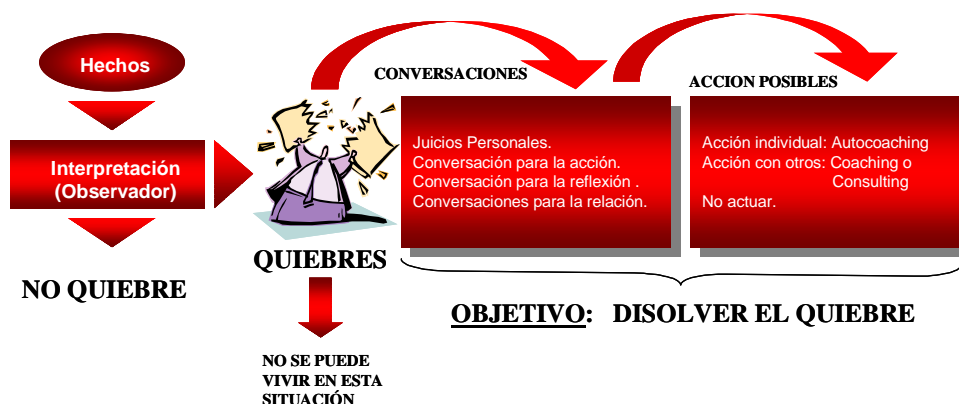 Hechos
Interpretación
(Observador)
NO QUIEBRE
QUIEBRES
NO SE PUEDE
VIVIR EN ESTA
SITUACIÓN
CONVERSACIONES
Juicios Personales.
Conversación para la acción.
Conversación para la reflexión .
Conversaciones para la relación.
ACCION POSIBLES
Acción individual: Autocoaching
Acción con otros: Coaching o
Consulting
No actuar.
OBJETIVO: DISOLVER EL QUIEBRE